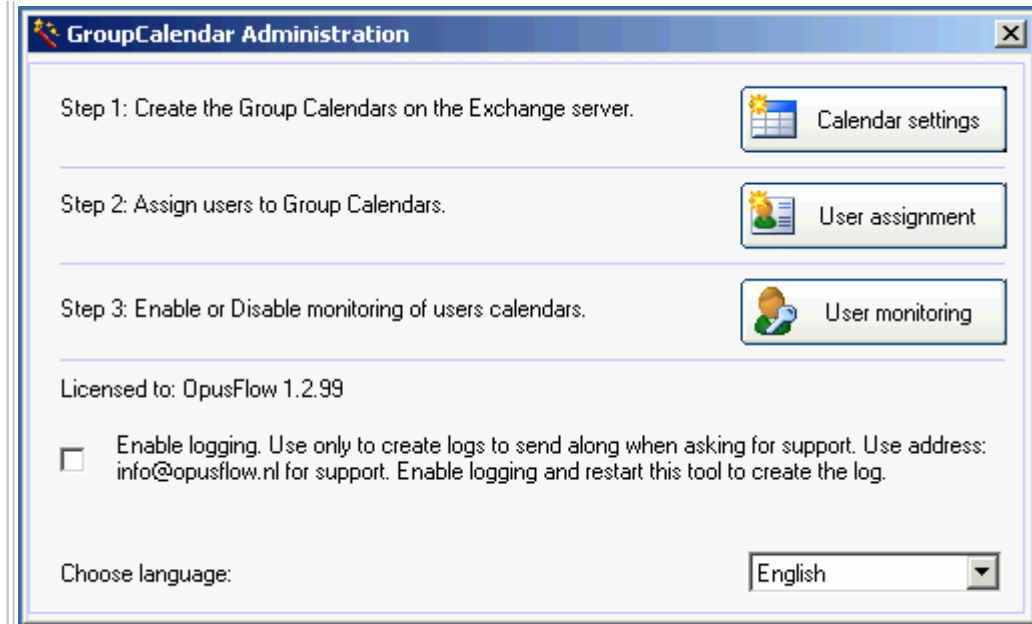 GroupCalendar Administration
Step 1: Create the Group Calendars on the Exchange server.
Calendar settings
Step 2: Assign users to Group Calendars.
User assignment
Step 3: Enable or Disable monitoring of users calendars.
User monitoring
Licensed to: OpusFlow 1.2.99
Enable logging. Use only to create logs to send along when asking for support. Use address:
info@opusflow.nl for support. Enable logging and restart this tool to create the log.
Choose language:
English